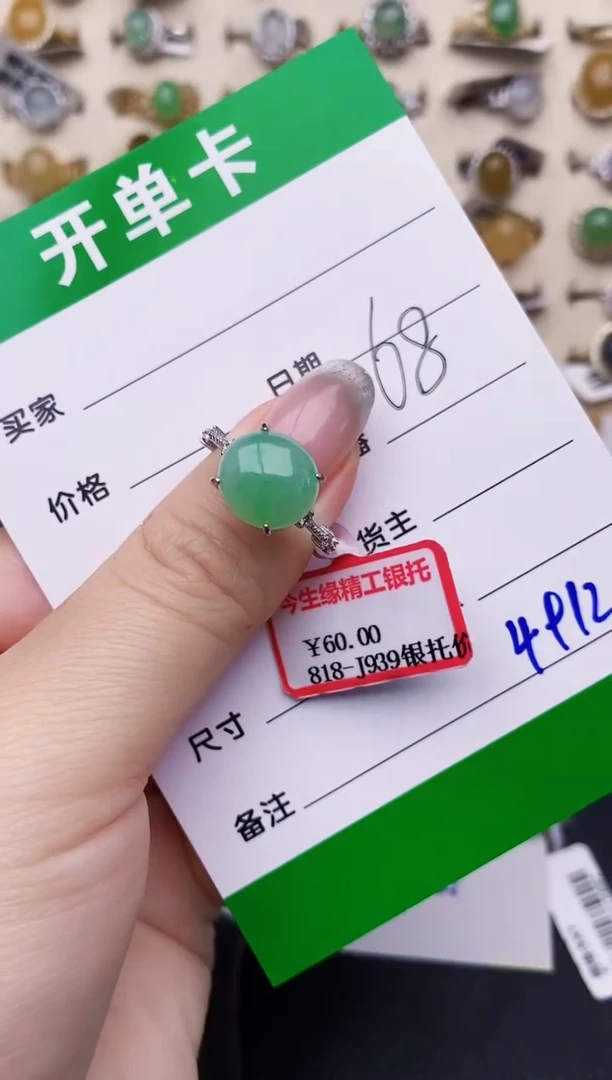 开单卡
买家
日期
68
价格
货主
今生缘精工银托
￥60.00
818-J939银托价
4912
尺寸
备注